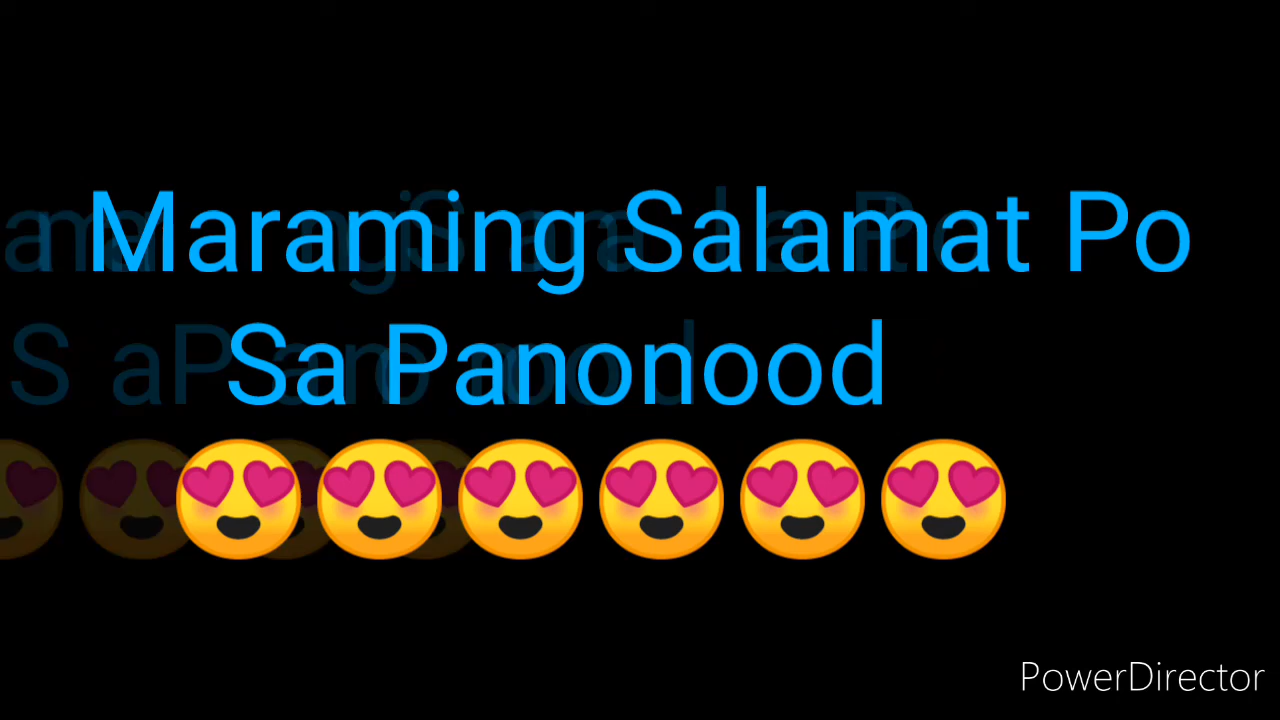 Maraming Salamat Po
Sa Panonood
😍😍😍😍😍😍
PowerDirector